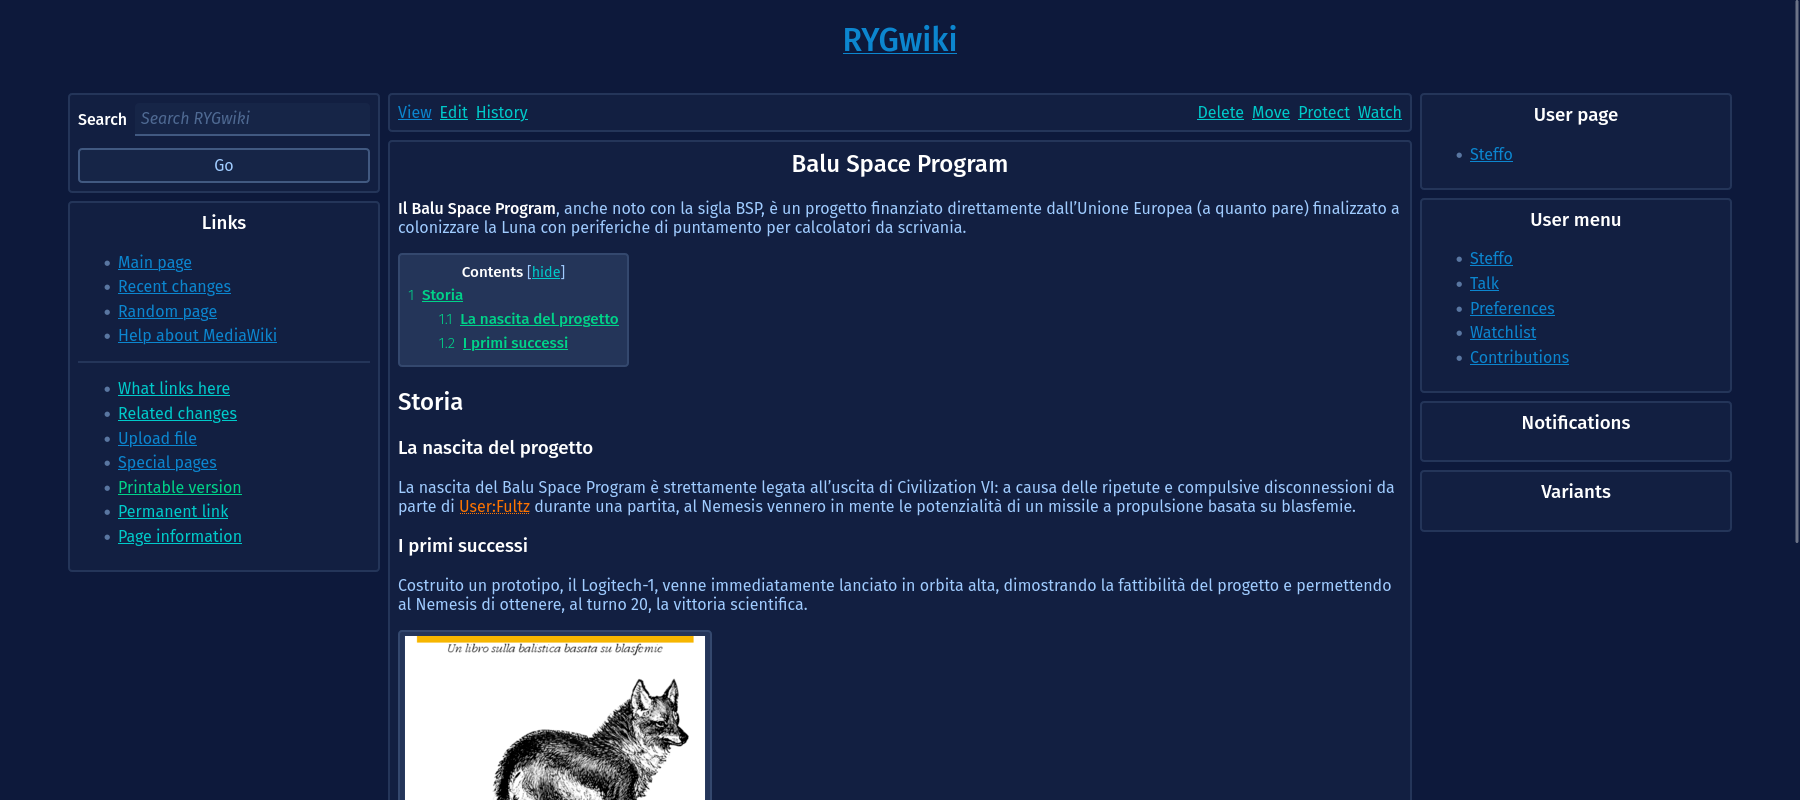 RYGwiki
Search Search RYGwiki
Go
Links
Main page
Recent changes
Random page
Help about MediaWiki
What links here
Related changes
Upload file
Special pages
Printable version
Permanent link
Page information
View Edit History Delete Move Protect Watch
Balu Space Program
Il Balu Space Program, anche noto con la sigla BSP, è un progetto finanziato direttamente dall’Unione Europea (a quanto pare) finalizzato a
colonizzare la Luna con periferiche di puntamento per calcolatori da scrivania.
Contents [hide]
1 Storia
1.1 La nascita del progetto
1.2 I primi successi
Storia
La nascita del progetto
La nascita del Balu Space Program è strettamente legata all’uscita di Civilization VI: a causa delle ripetute e compulsive disconnessioni da
parte di User:Fultz durante una partita, al Nemesis vennero in mente le potenzialità di un missile a propulsione basata su blasfemie.
I primi successi
Costruito un prototipo, il Logitech-1, venne immediatamente lanciato in orbita alta, dimostrando la fattibilità del progetto e permettendo
al Nemesis di ottenere, al turno 20, la vittoria scientifica.
Un libro sulla balistica basata su blasfemie
User page
Steffo
User menu
Steffo
Talk
Preferences
Watchlist
Contributions
Notifications
Variants